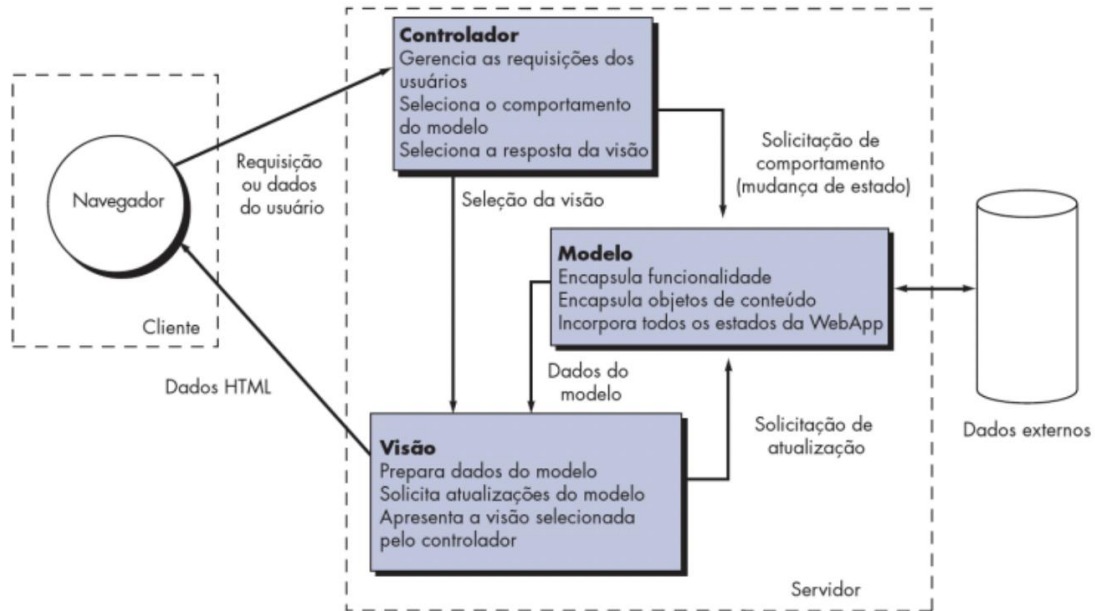 Controlador
Gerencia as requisições dos
usuários
Seleciona o comportamento
do modelo
Seleciona a resposta da visão
Navegador
Requisição
ou dados
do usuário
Cliente
Seleção da visão
Solicitação de
comportamento
(mudança de estado)
Modelo
Encapsula funcionalidade
Encapsula objetos de conteúdo
Incorpora todos os estados da WebApp
Dados HTML
Dados do
modelo
Solicitação de
atualização
Dados externos
Visão
Prepara dados do modelo
Solicita atualizações do modelo
Apresenta a visão selecionada
pelo controlador
Servidor